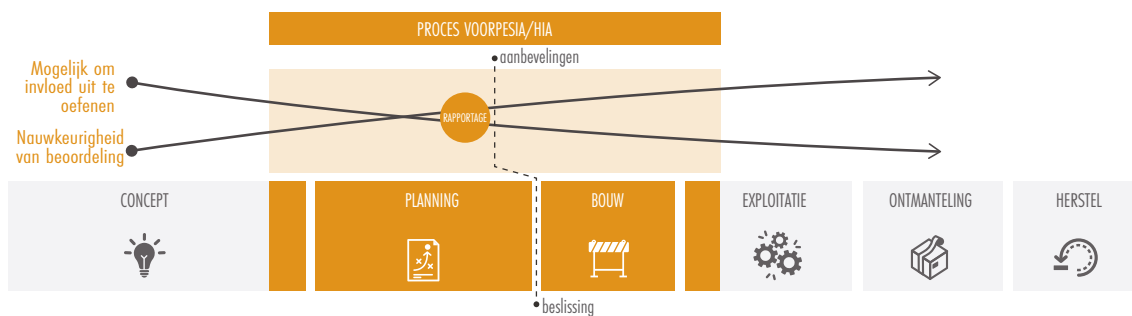 PROCES VOORPESIA/HIA
aanbevelingen
Mogelijk om
invloed uit te
oefenen
RAPPORTAGE
Nauwkeurigheid
van beoordeling
CONCEPT
PLANNING
BOUW
EXPLOITATIE
ONTMANTELING
HERSTEL
beslissing